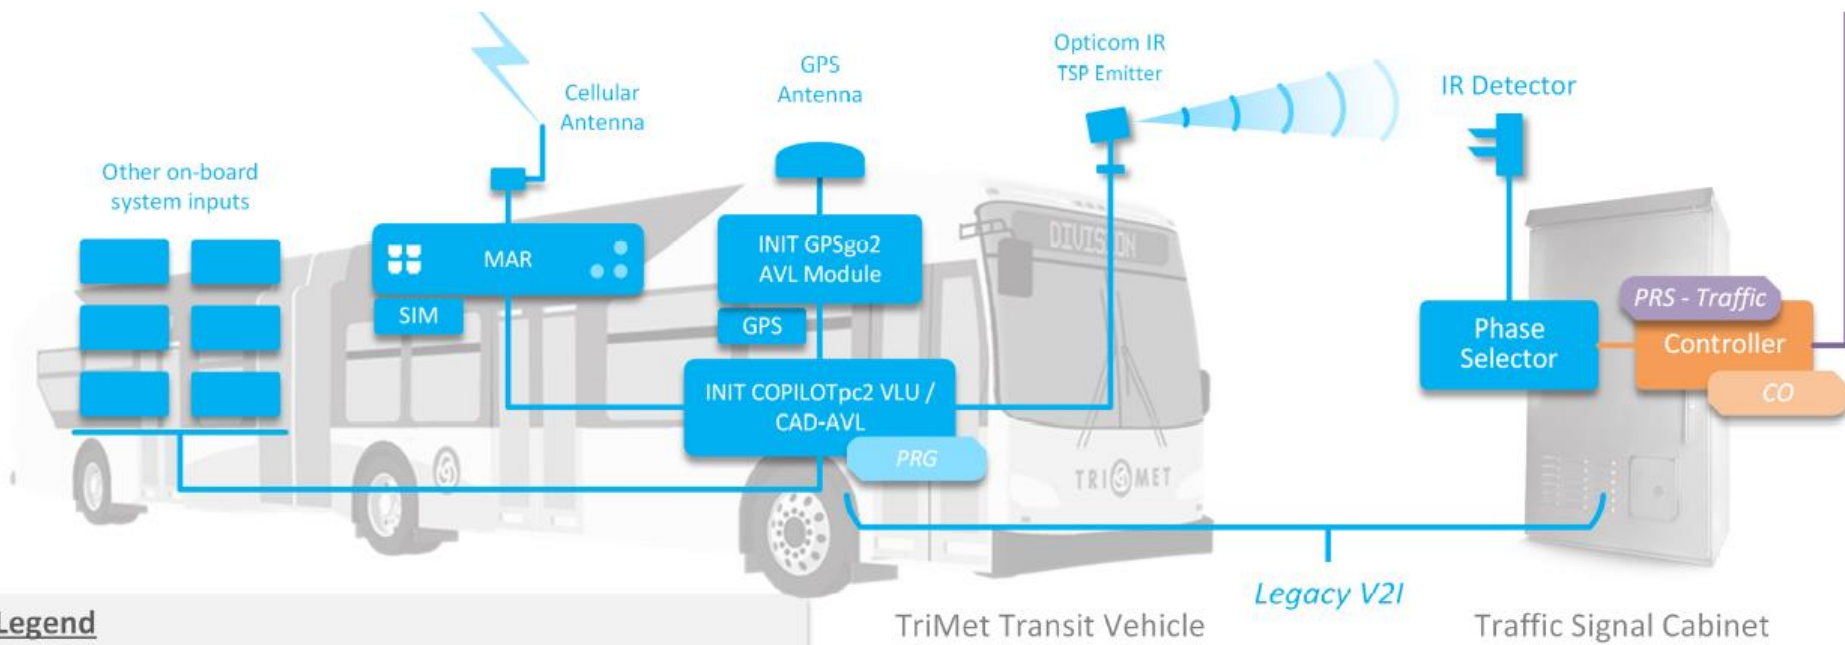 Opticom IR
TSP Emitter
GPS
Antenna
IR Detector
Cellular
Antenna
Other on-board
system inputs
MAR
SIM
INIT GPSgo2
AVL Module
GPS
DIVISION
PRS - Traffic
Phase
Selector
Controller
CO
INIT COPILOTpc2 VLU /
CAD-AVL
PRG
TRIMET
Legacy V2I
Legend
TriMet Transit Vehicle
Traffic Signal Cabinet